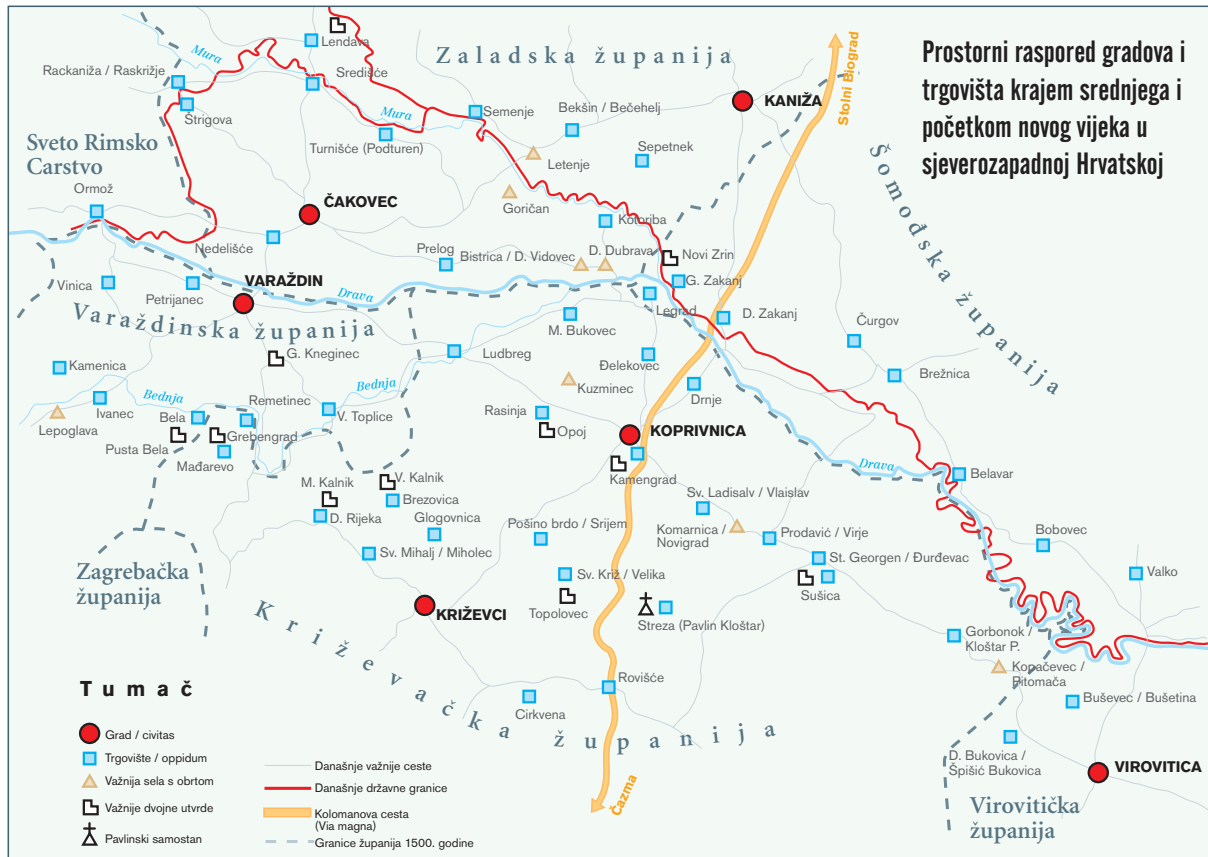 Prostorni raspored gradova i
trgovišta krajem srednjega i
početkom novog vijeka u
sjeverozapadnoj Hrvatskoj
Lendava
Mura
Središće
Zaladska županija
Stolni Biograd
Rackaniža / Raskrižje
Štrigova
Mura
Semenje
Bekšin / Bečehelj
KANIŽA
Turnišće (Podturen)
Letenje
Sepetnek
Sveto Rimsko
Carstvo
Šomođska županija
Ormož
ČAKOVEC
Goričan
Kotoriba
Nedelišće
Prelog
Bistrica / D. Vidovec
D. Dubrava
Novi Zrin
G. Zakanj
Vinica
Petrijanec
VARAŽDIN
Drava
Legrad
D. Zakanj
Varaždinska županija
M. Bukovec
Čurgov
G. Kneginec
Ludbreg
Đelekovec
Kamenica
Brežnica
Bednja
Kuzminec
Drnje
Ivanec
Bednja
Remetinec
Lepoglava
Bela
V. Toplice
Rasinja
Opoj
KOPRIVNICA
Pusta Bela
Grebengrad
Mađarevo
Kamengrad
Drava
Belavar
M. Kalnik
V. Kalnik
Brezovica
D. Rijeka
Glogovnica
Pošino brdo / Srijem
Sv. Ladisalv / Vlaislav
Komarnica /
Novigrad
Prodavić / Virje
Bobovec
Sv. Mihalj / Miholec
St. Georgen / Đurđevac
Valko
Zagrebačka
županija
Sv. Križ / Velika
Sušica
Topolovec
Streza (Pavlin Kloštar)
KRIŽEVCI
Križevačka županija
Gorbonok /
Kloštar P.
Kopačevec /
Pitomača
Rovišće
Cirkvena
Buševec / Bušetina
D. Bukovica /
Špišić Bukovica
VIROVITICA
Virovitička
županija
Čazma
Tumač
Grad / civitas
Trgovište / oppidum
Važnija sela s obrtom
Važnije dvojne utvrde
Pavlinski samostan
Današnje važnije ceste
Današnje državne granice
Kolomanova cesta
(Via magna)
Granice županija 1500. godine